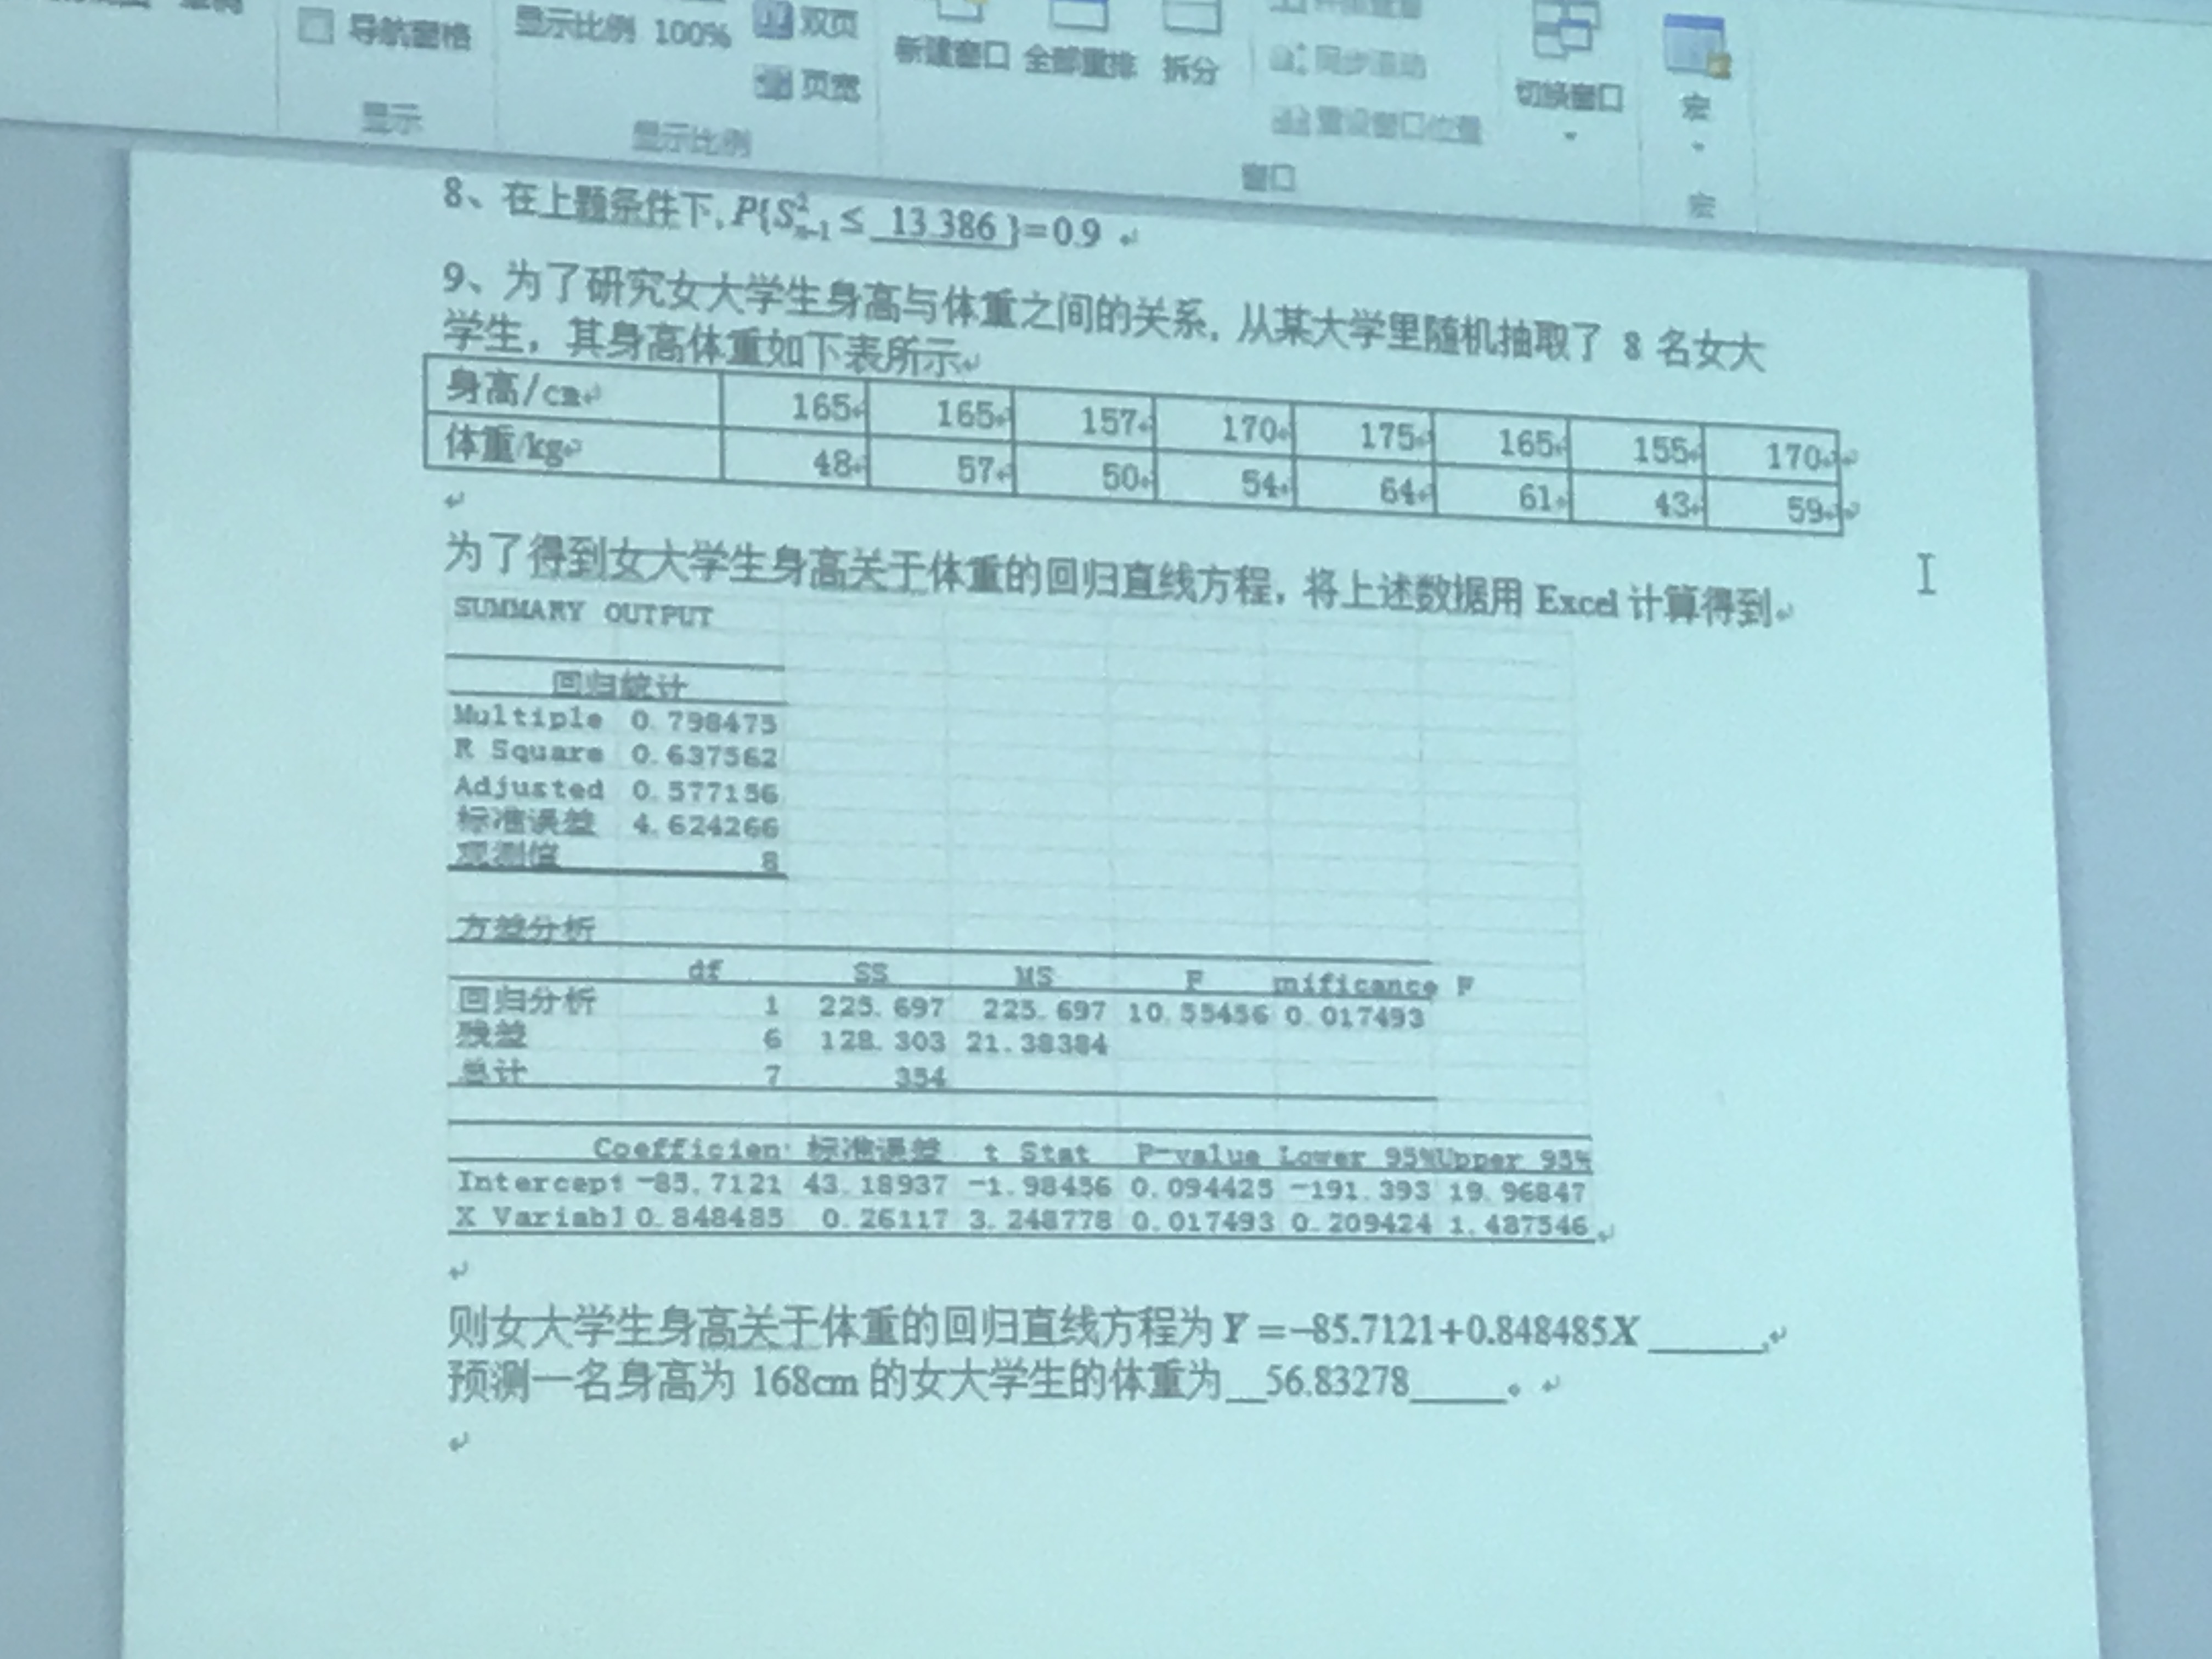 导航窗格
显示比例 100% 双页
页宽
新建窗口 全部重排 拆分
同步滚动
重设窗口位置
切换窗口
宏
显示
显示比例
窗口
宏
8、在上题条件下, P{S²ₙ₋₁ ≤ 13.386 }=0.9
9、为了研究女大学生身高与体重之间的关系, 从某大学里随机抽取了 8 名女大
学生, 其身高体重如下表所示
身高/cm 165 165 157 170 175 165 155 170
体重/kg 48 57 50 54 64 61 43 59
为了得到女大学生身高关于体重的回归直线方程, 将上述数据用 Excel 计算得到
SUMMARY OUTPUT
回归统计
Multiple 0.798475
R Square 0.637562
Adjusted 0.577156
标准误差 4.624266
观测值 8
方差分析
df SS MS F mificance F
回归分析 1 225.697 225.697 10.55456 0.017493
残差 6 128.303 21.38384
总计 7 354
Coefficien 标准误差 t Stat P-value Lower 95% Upper 95%
Intercept -85.7121 43.18937 -1.98456 0.094425 -191.393 19.96847
X Variabl 0.848485 0.26117 3.248778 0.017493 0.209424 1.487546
则女大学生身高关于体重的回归直线方程为 Y =–85.7121+0.848485X ______,
预测一名身高为 168cm 的女大学生的体重为__56.83278_____。